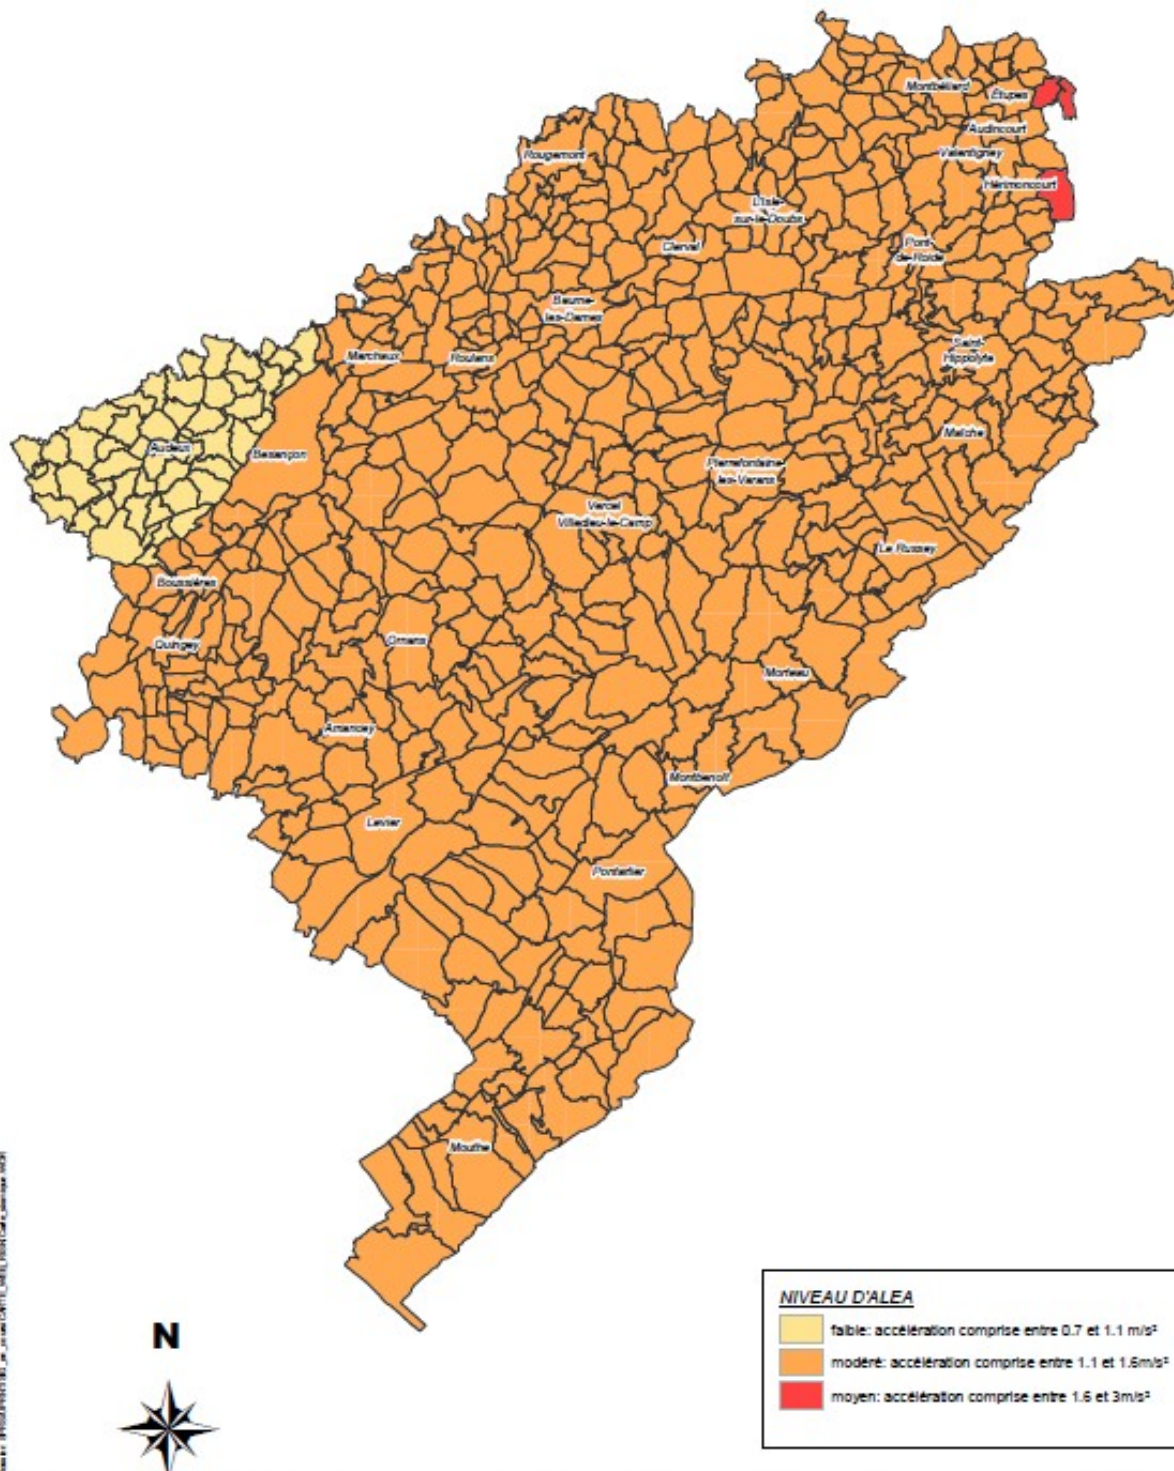 Montbéliard
Etupes
Audincourt
Valentigney
Hérimoncourt
Rougemont
L'Isle-
sur-le-Doubs
Clerval
Pont-
de-Roide
Baume-
les-Dames
Marchaux
Roulans
Saint-
Hippolyte
Audeux
Besançon
Maîche
Pierrefontaine-
les-Varans
Vercel
Villedieu-le-Camp
Le Russey
Boussières
Quingey
Ornans
Morteau
Amancey
Montbenoît
Levier
Pontarlier
Mouthe
N
NIVEAU D'ALEA
faible: accélération comprise entre 0.7 et 1.1 m/s²
modéré: accélération comprise entre 1.1 et 1.6m/s²
moyen: accélération comprise entre 1.6 et 3m/s²